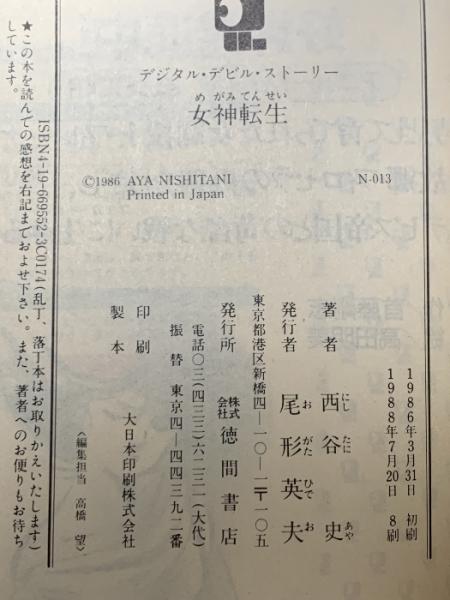 デジタル・デビル・ストーリー
めがみてんせい
女神転生
©1986 AYA NISHITANI
Printed in Japan
N-013
1986年3月31日 初刷
1988年7月20日 8刷
著者 西谷史
にし たに あや
発行者 尾形英夫
お がた ひで お
東京都港区新橋四―一〇―一〒一〇五
発行所 株式会社 徳間書店
電話〇三(四三三)六二三一(大代)
振替 東京四―四四三九二番
印刷
製本 大日本印刷株式会社
〈編集担当 高橋 望〉
ISBN4-19-669552-3C0174(乱丁、落丁本はお取りかえいたします)
★この本を読んでの感想を右記までおよせ下さい。また、著者へのお便りもお待ち
しています。